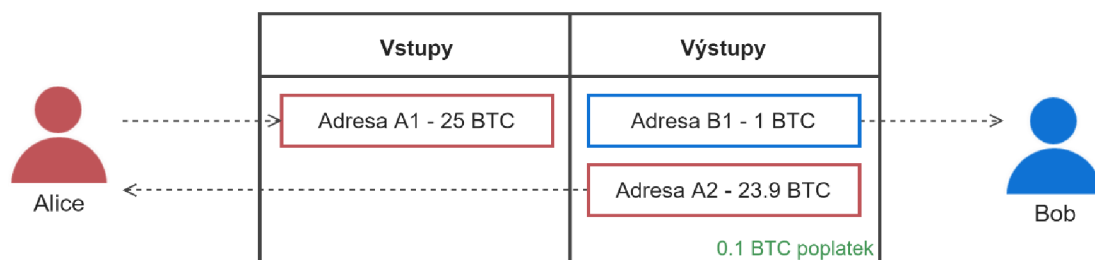 Vstupy
Výstupy
Adresa A1 - 25 BTC
Adresa B1 - 1 BTC
Adresa A2 - 23.9 BTC
Alice
Bob
0.1 BTC poplatek